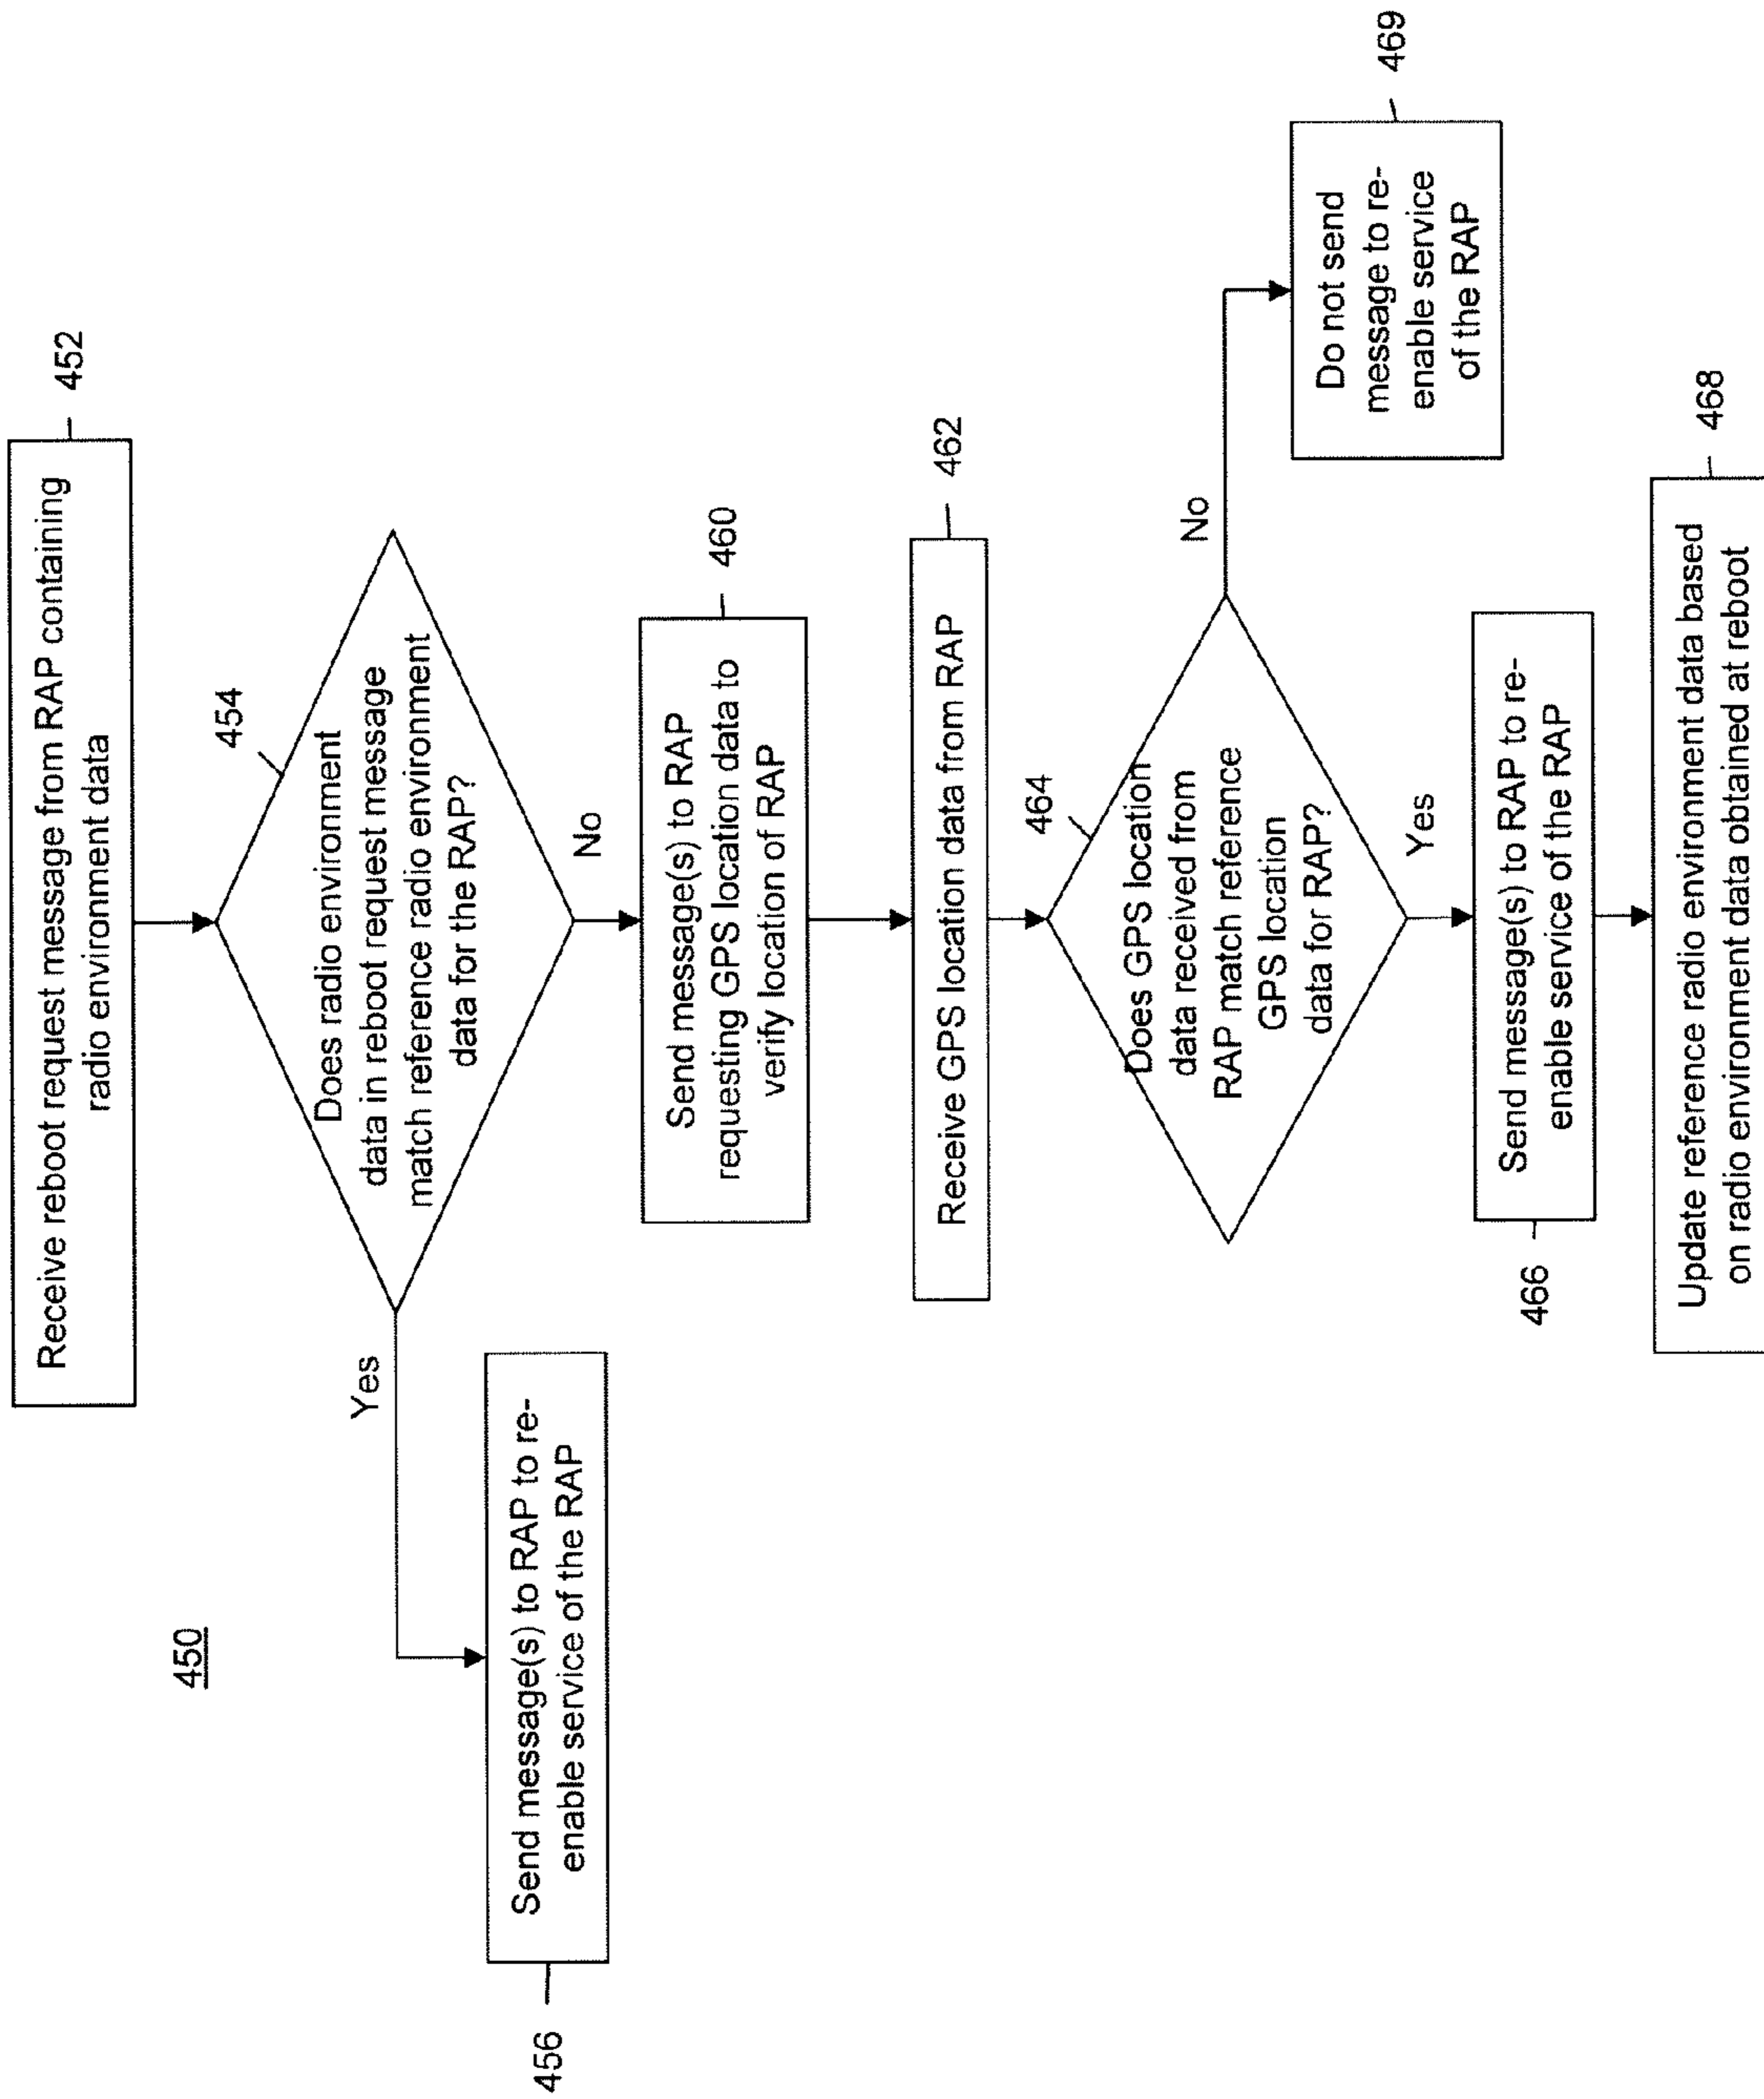 450
Receive reboot request message from RAP containing
radio environment data
452
454
Does radio environment
data in reboot request message
match reference radio environment
data for the RAP?
Yes
No
Send message(s) to RAP to re-
enable service of the RAP
456
Send message(s) to RAP
requesting GPS location data to
verify location of RAP
460
Receive GPS location data from RAP
462
464
Does GPS location
data received from
RAP match reference
GPS location
data for RAP?
No
Yes
Do not send
message to re-
enable service
of the RAP
469
Send messages(s) to RAP to re-
enable service of the RAP
466
Update reference radio environment data based
on radio environment data obtained at reboot
468